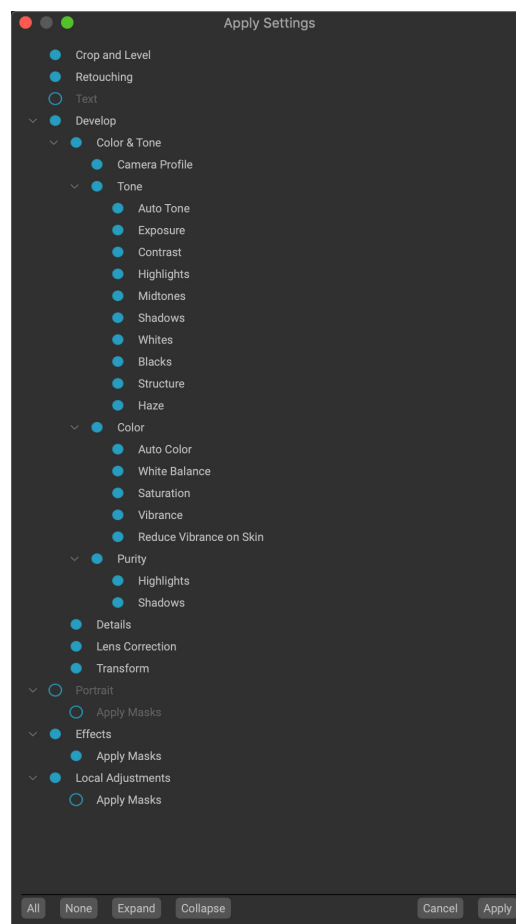 Apply Settings
Crop and Level
Retouching
Text
Develop
Color & Tone
Camera Profile
Tone
Auto Tone
Exposure
Contrast
Highlights
Midtones
Shadows
Whites
Blacks
Structure
Haze
Color
Auto Color
White Balance
Saturation
Vibrance
Reduce Vibrance on Skin
Purity
Highlights
Shadows
Details
Lens Correction
Transform
Portrait
Apply Masks
Effects
Apply Masks
Local Adjustments
Apply Masks
All None Expand Collapse Cancel Apply